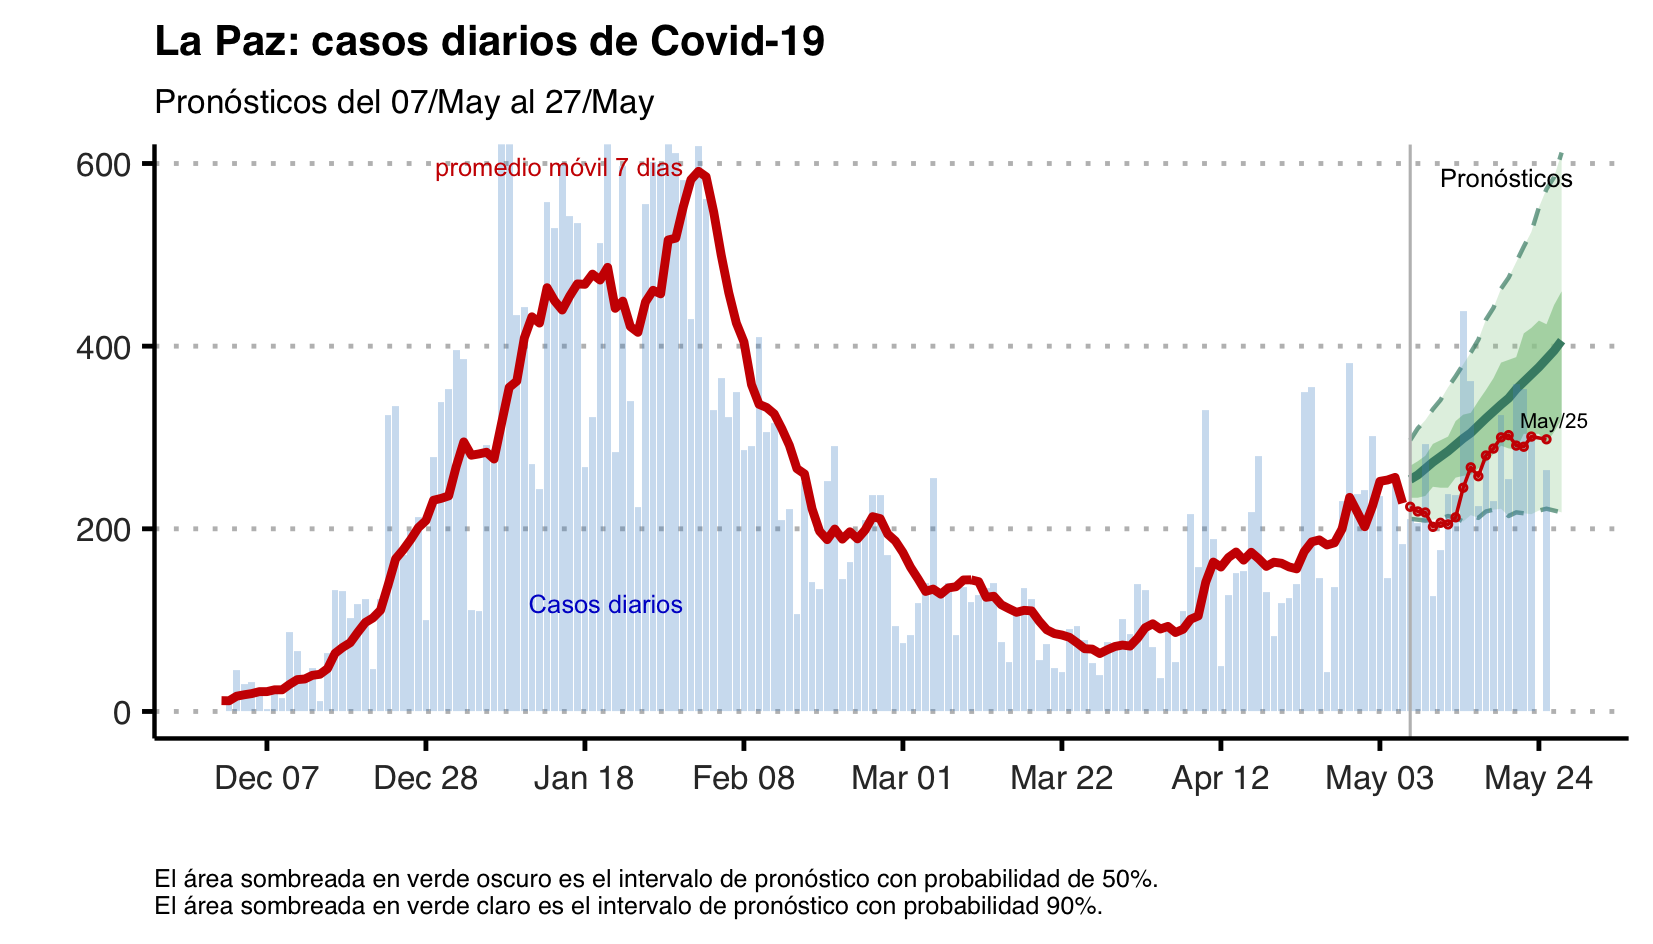 La Paz: casos diarios de Covid-19
Pronósticos del 07/May al 27/May
600
promedio móvil 7 dias
Pronósticos
400
May/25
200
Casos diarios
0
Dec 07 Dec 28 Jan 18 Feb 08 Mar 01 Mar 22 Apr 12 May 03 May 24
El área sombreada en verde oscuro es el intervalo de pronóstico con probabilidad de 50%.
El área sombreada en verde claro es el intervalo de pronóstico con probabilidad 90%.